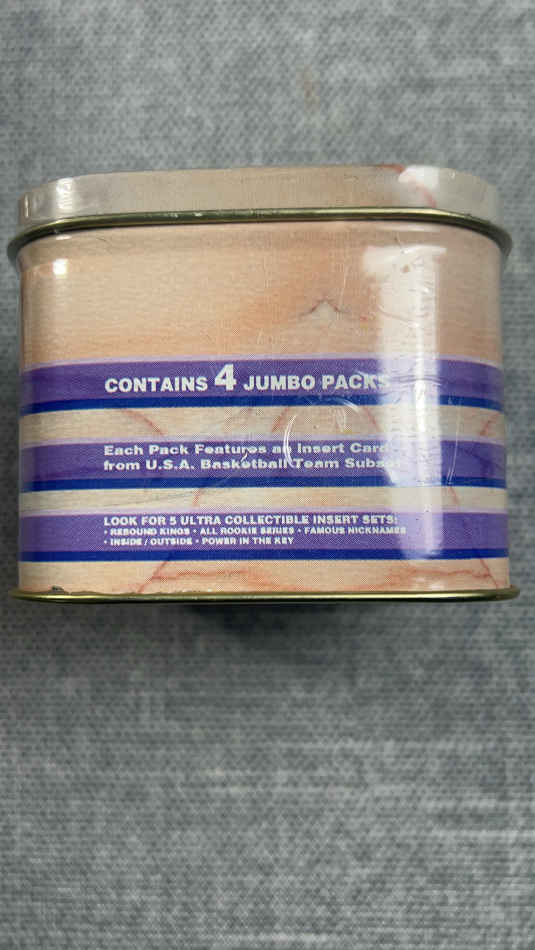 CONTAINS 4 JUMBO PACKS
Each Pack Features an Insert Card
from U.S.A. Basketball Team Subset
LOOK FOR 5 ULTRA COLLECTIBLE INSERT SETS:
• REBOUND KINGS • ALL ROOKIE SERIES • FAMOUS NICKNAMES
• INSIDE / OUTSIDE • POWER IN THE KEY